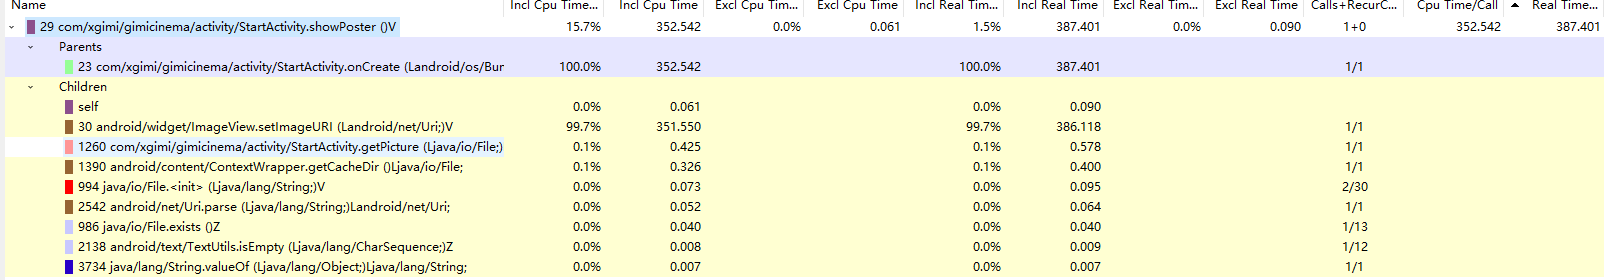 Name Incl Cpu Time... Incl Cpu Time Excl Cpu Tim... Excl Cpu Time Incl Real Tim... Incl Real Time Excl Real Tim... Excl Real Time Calls+RecurC... Cpu Time/Call Real Time...
29 com/xgimi/gimicinema/activity/StartActivity.showPoster ()V 15.7% 352.542 0.0% 0.061 1.5% 387.401 0.0% 0.090 1+0 352.542 387.401
Parents
23 com/xgimi/gimicinema/activity/StartActivity.onCreate (Landroid/os/Bur 100.0% 352.542 100.0% 387.401 1/1
Children
self 0.0% 0.061 0.0% 0.090
30 android/widget/ImageView.setImageURI (Landroid/net/Uri;)V 99.7% 351.550 99.7% 386.118 1/1
1260 com/xgimi/gimicinema/activity/StartActivity.getPicture (Ljava/io/File;) 0.1% 0.425 0.1% 0.578 1/1
1390 android/content/ContextWrapper.getCacheDir ()Ljava/io/File; 0.1% 0.326 0.1% 0.400 1/1
994 java/io/File.<init> (Ljava/lang/String;)V 0.0% 0.073 0.0% 0.095 2/30
2542 android/net/Uri.parse (Ljava/lang/String;)Landroid/net/Uri; 0.0% 0.052 0.0% 0.064 1/1
986 java/io/File.exists ()Z 0.0% 0.040 0.0% 0.040 1/13
2138 android/text/TextUtils.isEmpty (Ljava/lang/CharSequence;)Z 0.0% 0.008 0.0% 0.009 1/12
3734 java/lang/String.valueOf (Ljava/lang/Object;)Ljava/lang/String; 0.0% 0.007 0.0% 0.007 1/1